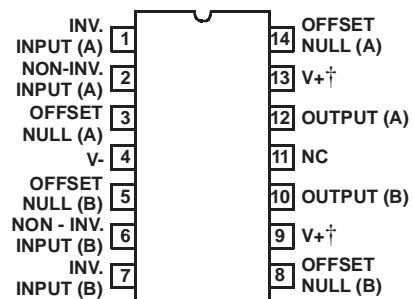 INV.
INPUT (A)
1
NON-INV.
INPUT (A)
2
OFFSET
NULL (A)
3
V-
4
OFFSET
NULL (B)
5
NON - INV.
INPUT (B)
6
INV.
INPUT (B)
7
14
OFFSET
NULL (A)
13
V+†
12
OUTPUT (A)
11
NC
10
OUTPUT (B)
9
V+†
8
OFFSET
NULL (B)